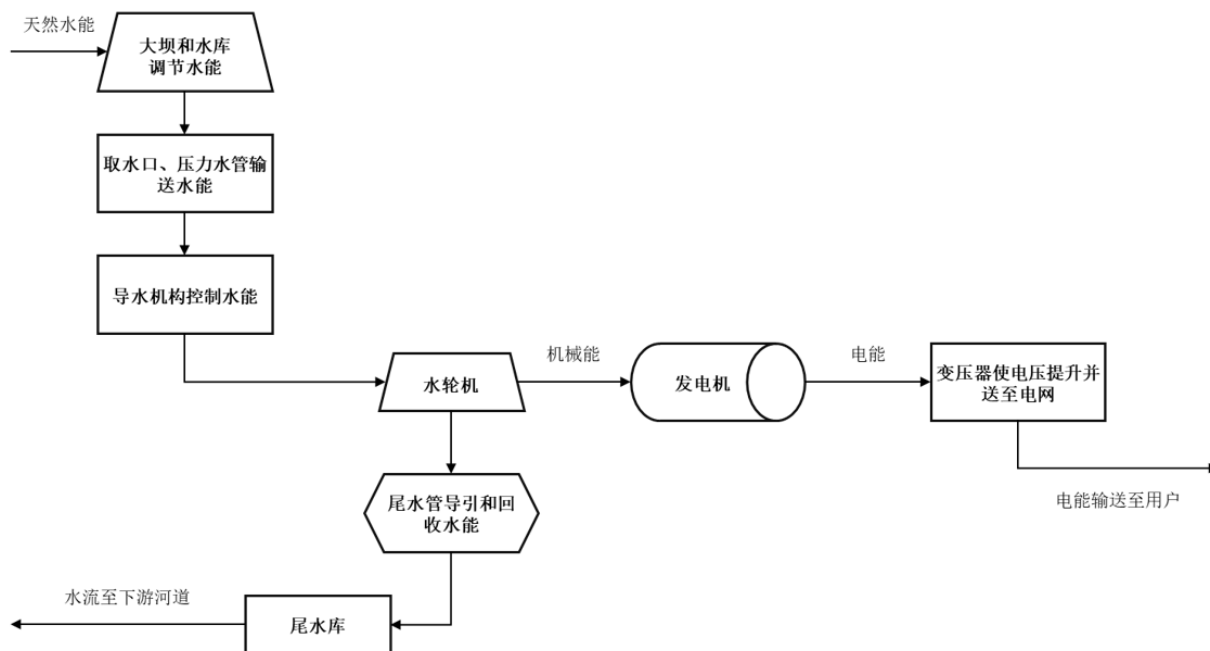 天然水能
大坝和水库
调节水能
取水口、压力水管输
送水能
导水机构控制水能
水轮机
机械能
发电机
电能
变压器使电压提升并
送至电网
电能输送至用户
尾水管导引和回
收水能
尾水库
水流至下游河道